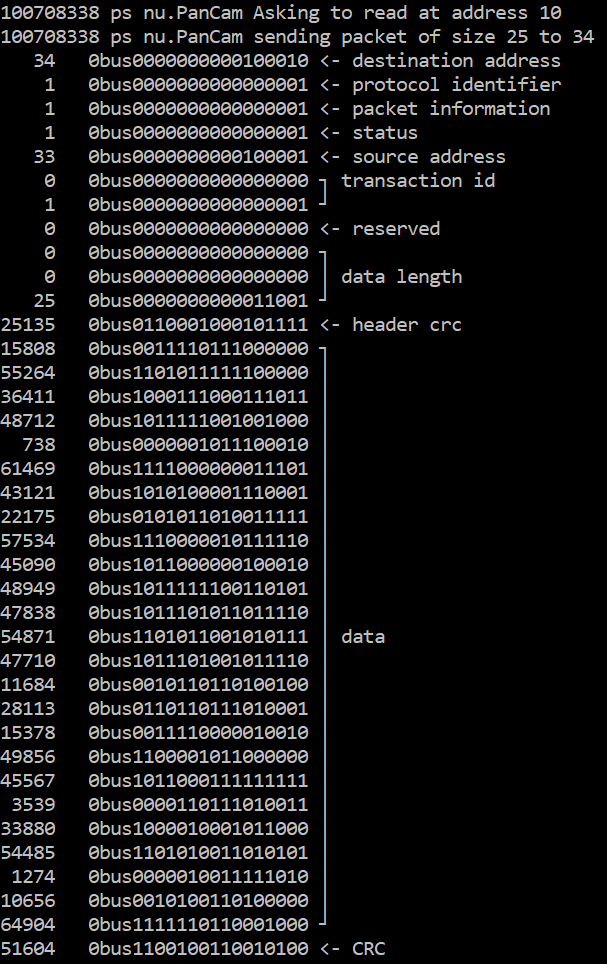 100708338 ps nu.PanCam Asking to read at address 10
100708338 ps nu.PanCam sending packet of size 25 to 34
34 0bus0000000000100010 <- destination address
1 0bus0000000000000001 <- protocol identifier
1 0bus0000000000000001 <- packet information
1 0bus0000000000000001 <- status
33 0bus0000000000100001 <- source address
0 0bus0000000000000000 ┐ transaction id
1 0bus0000000000000001 ┘
0 0bus0000000000000000 <- reserved
0 0bus0000000000000000 ┐
0 0bus0000000000000000 │ data length
25 0bus0000000000011001 ┘
25135 0bus0110001000101111 <- header crc
15808 0bus0011110111000000 ┐
55264 0bus1101011111100000 │
36411 0bus1000111000111011 │
48712 0bus1011111001001000 │
738 0bus0000001011100010 │
61469 0bus1111000000011101 │
43121 0bus1010100001110001 │
22175 0bus0101011010011111 │
57534 0bus1110000010111110 │
45090 0bus1011000000100010 │
48949 0bus1011111100110101 │
47838 0bus1011101011011110 │
54871 0bus1101011001010111 │ data
47710 0bus1011101001011110 │
11684 0bus0010110110100100 │
28113 0bus0110110111010001 │
15378 0bus0011110000010010 │
49856 0bus1100001011000000 │
45567 0bus1011000111111111 │
3539 0bus0000110111010011 │
33880 0bus1000010001011000 │
54485 0bus1101010011010101 │
1274 0bus0000010011111010 │
10656 0bus0010100110100000 │
64904 0bus1111110110001000 ┘
51604 0bus1100100110010100 <- CRC